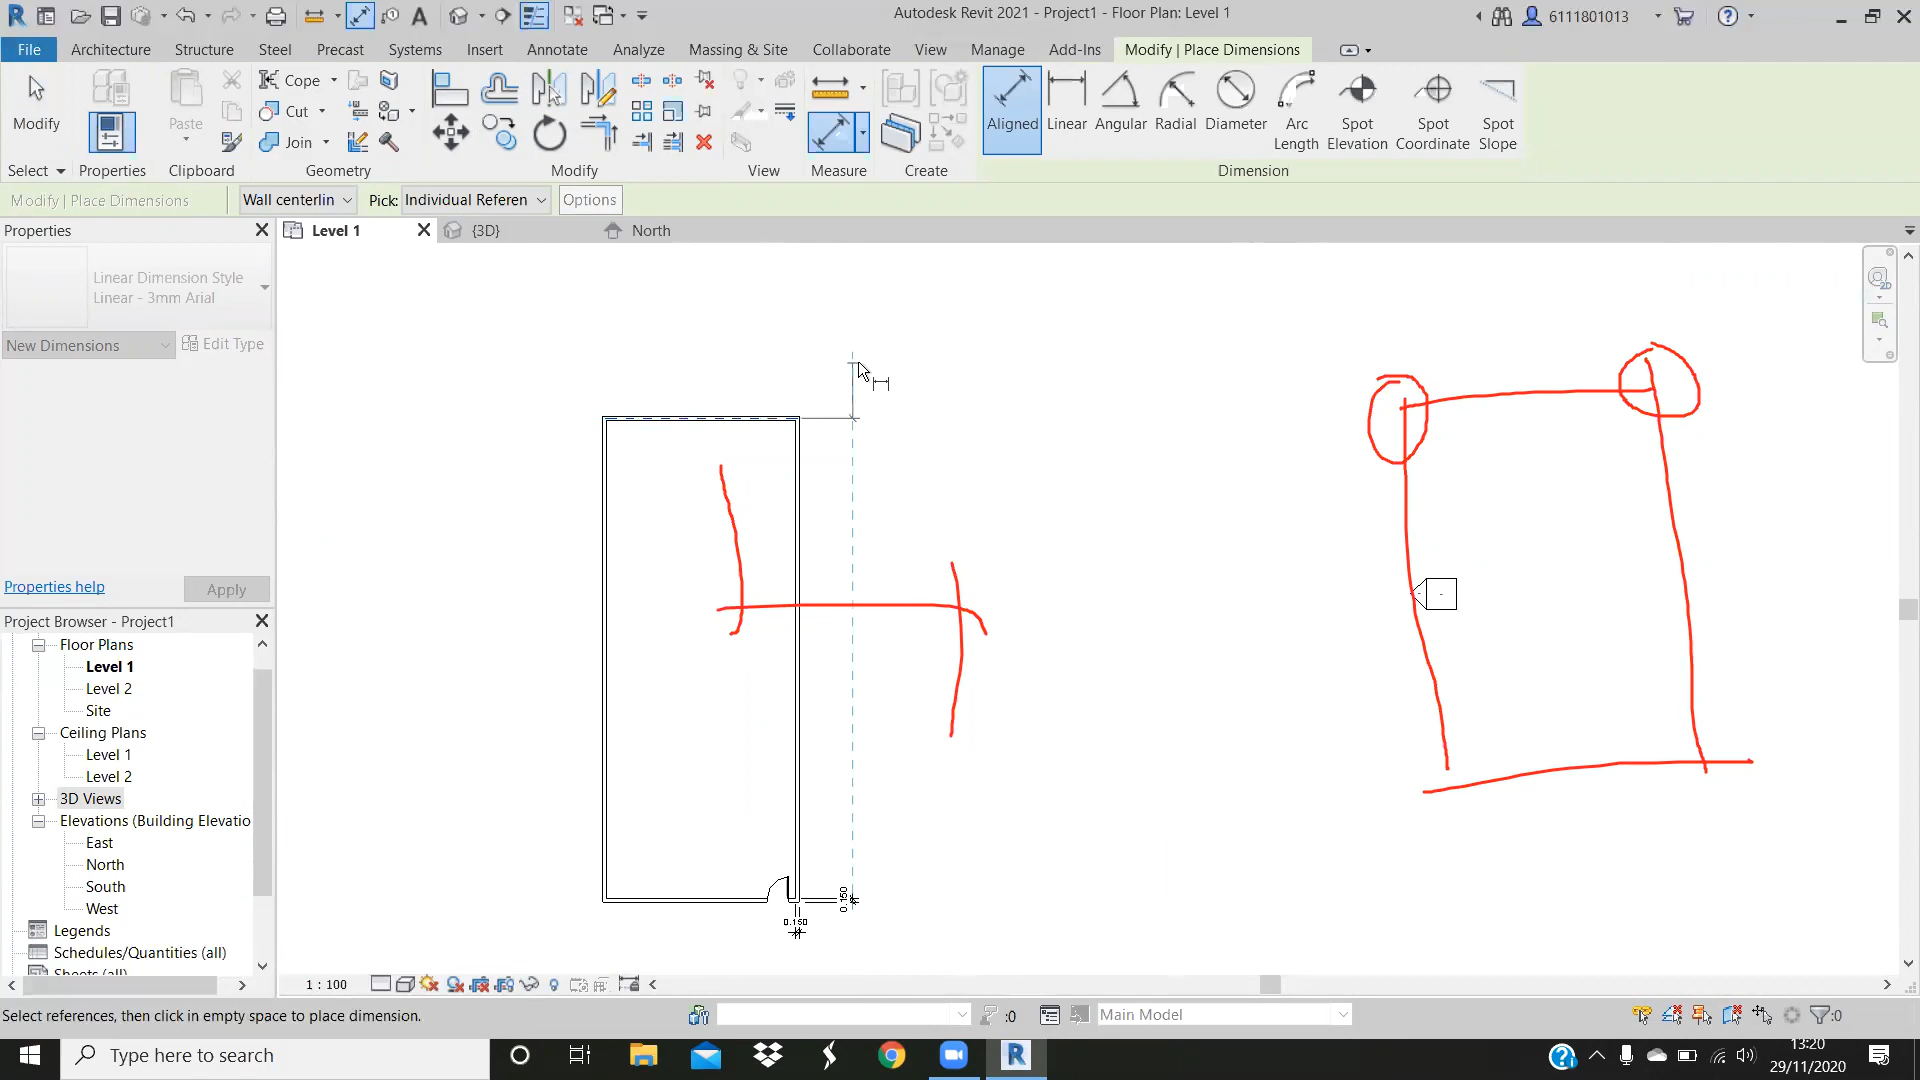 Autodesk Revit 2021 - Project1 - Floor Plan: Level 1
6111801013
File Architecture Structure Steel Precast Systems Insert Annotate Analyze Massing & Site Collaborate View Manage Add-Ins Modify | Place Dimensions
Modify
Paste
Cope
Cut
Join
Aligned Linear Angular Radial Diameter Arc Length Spot Elevation Spot Coordinate Spot Slope
Select Properties Clipboard Geometry Modify View Measure Create Dimension
Modify | Place Dimensions Wall centerlin Pick: Individual Referen Options
Properties
Level 1 {3D} North
Linear Dimension Style
Linear - 3mm Arial
New Dimensions Edit Type
Properties help Apply
Project Browser - Project1
Floor Plans
Level 1
Level 2
Site
Ceiling Plans
Level 1
Level 2
3D Views
Elevations (Building Elevatio
East
North
South
West
Legends
Schedules/Quantities (all)
Sheets (all)
0.150
0.150
1 : 100
Select references, then click in empty space to place dimension.
:0
Main Model
:0
Type here to search
13:20
29/11/2020